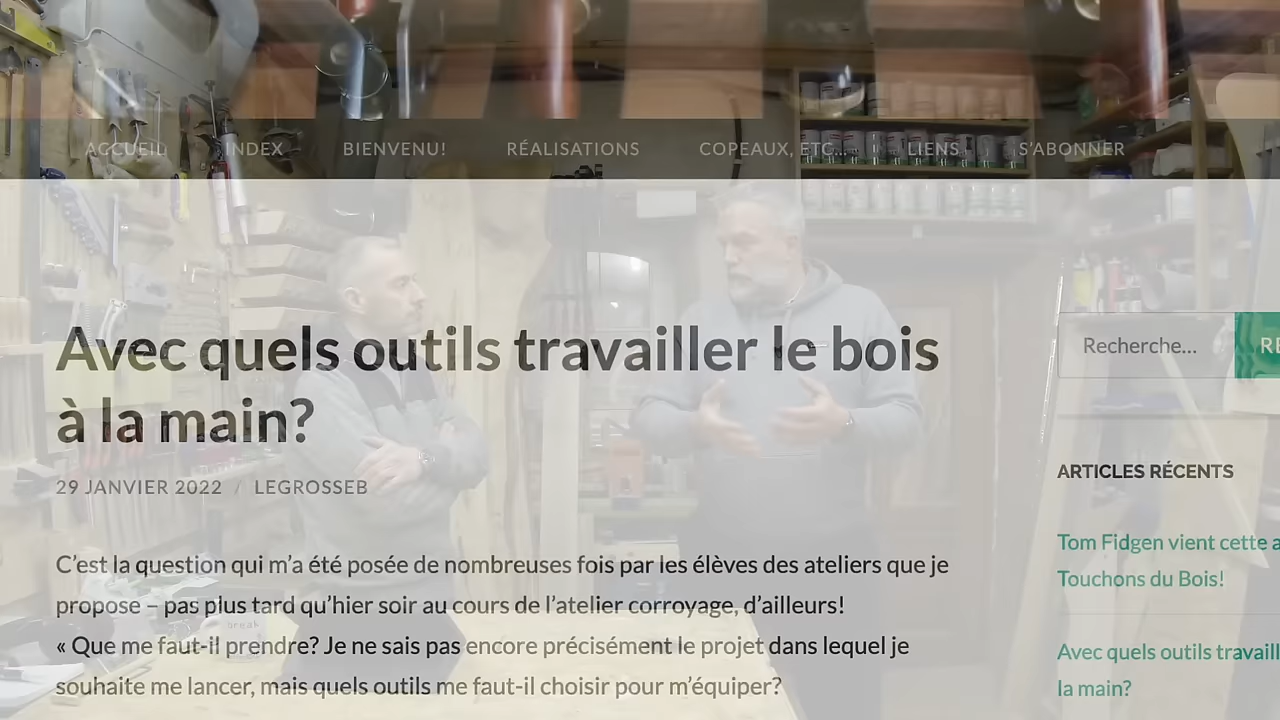 ACCUEIL INDEX BIENVENU! RÉALISATIONS COPEAUX, ETC… LIENS S’ABONNER
Avec quels outils travailler le bois
à la main?
29 JANVIER 2022 / LEGROSSEB
C’est la question qui m’a été posée de nombreuses fois par les élèves des ateliers que je
propose – pas plus tard qu’hier soir au cours de l’atelier corroyage, d’ailleurs!
« Que me faut-il prendre? Je ne sais pas encore précisément le projet dans lequel je
souhaite me lancer, mais quels outils me faut-il choisir pour m’équiper?
break
Recherche...
RE
ARTICLES RÉCENTS
Tom Fidgen vient cette a
Touchons du Bois!
Avec quels outils travaill
la main?